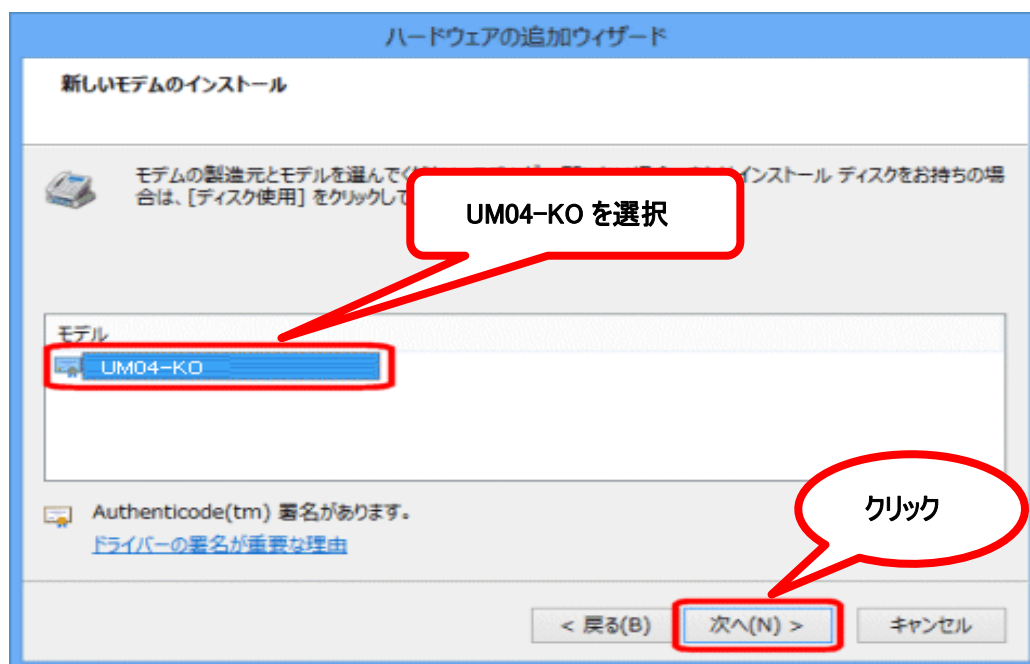 ハードウェアの追加ウィザード
新しいモデムのインストール
モデムの製造元とモデルを選んで
インストール ディスクをお持ちの場
合は、[ディスク使用] をクリックして
UM04-KO を選択
モデル
UM04-KO
Authenticode(tm) 署名があります。
ドライバーの署名が重要な理由
クリック
< 戻る(B)
次へ(N) >
キャンセル